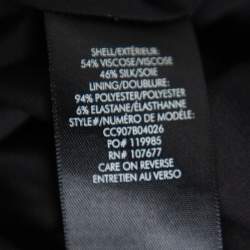 SHELL/EXTÉRIEUR:
54% VISCOSE/VISCOSE
46% SILK/SOIE
LINING/DOUBLURE:
94% POLYESTER/POLYESTER
6% ELASTANE/ÉLASTHANNE
STYLE#/NUMÉRO DE MODÈLE:
CC907B04026
PO# 119985
RN# 107677
CARE ON REVERSE
ENTRETIEN AU VERSO